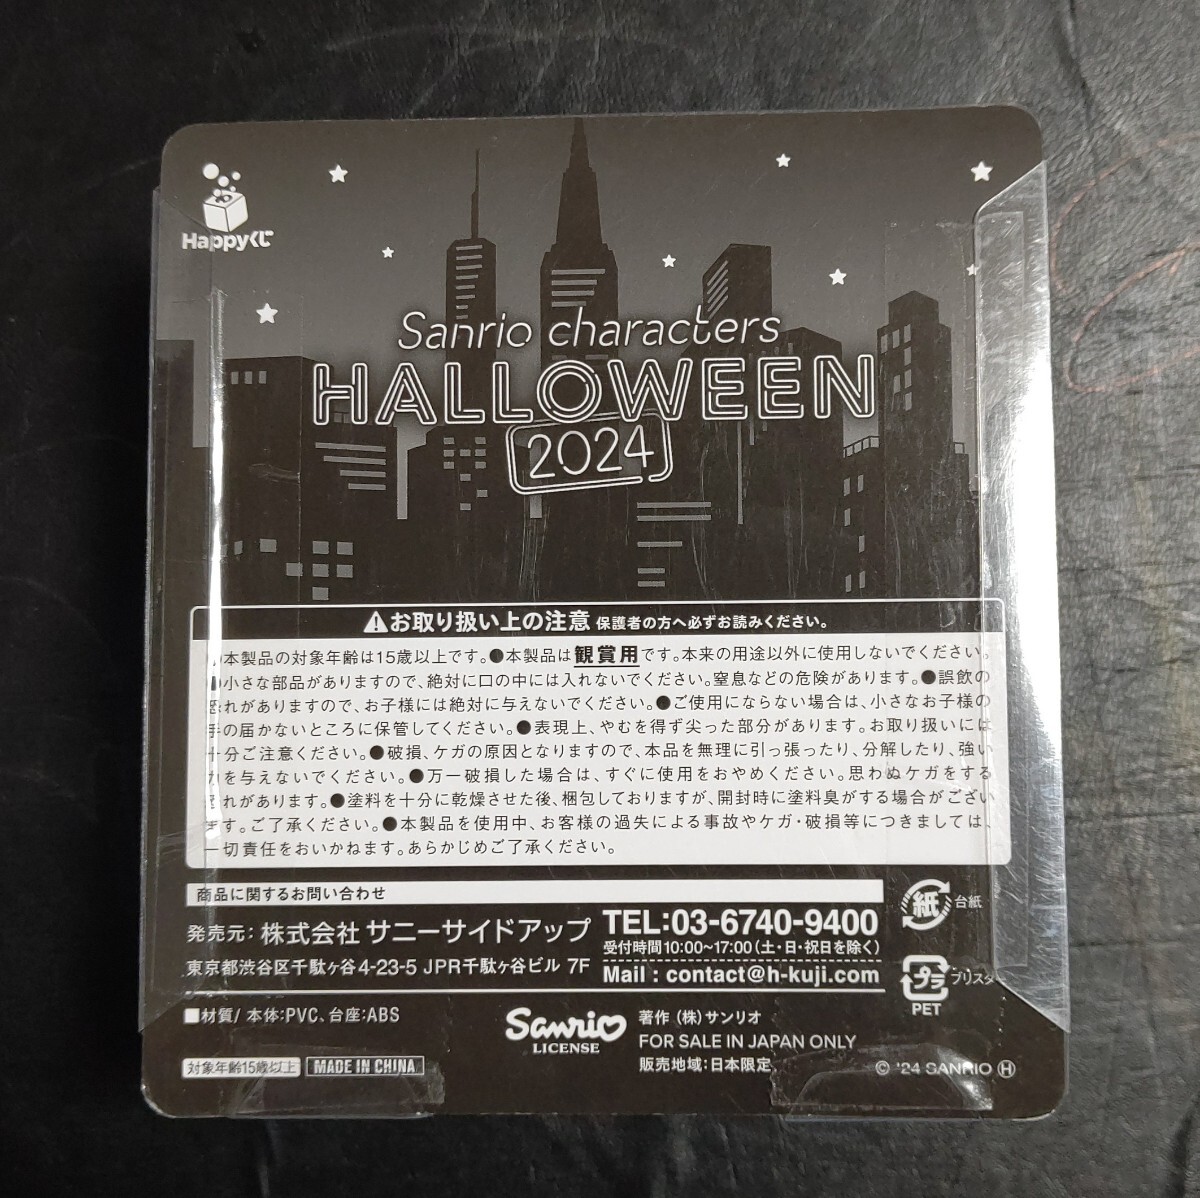 Happyくじ
Sanrio characters
HALLOWEEN
2024
⚠お取り扱い上の注意 保護者の方へ必ずお読みください。
●本製品の対象年齢は15歳以上です。●本製品は観賞用です。本来の用途以外に使用しないでください。
●小さな部品がありますので、絶対に口の中には入れないでください。窒息などの危険があります。●誤飲の
恐れがありますので、お子様には絶対に与えないでください。●ご使用にならない場合は、小さなお子様の
手の届かないところに保管してください。●表現上、やむを得ず尖った部分があります。お取り扱いには
十分ご注意ください。●破損、ケガの原因となりますので、本品を無理に引っ張ったり、分解したり、強い
力を与えないでください。●万一破損した場合は、すぐに使用をおやめください。思わぬケガをする
恐れがあります。●塗料を十分に乾燥させた後、梱包しておりますが、開封時に塗料臭がする場合がござい
ます。ご了承ください。●本製品を使用中、お客様の過失による事故やケガ・破損等につきましては、
一切責任をおいかねます。あらかじめご了承ください。
商品に関するお問い合わせ
発売元：株式会社 サニーサイドアップ
東京都渋谷区千駄ヶ谷4-23-5 JPR千駄ヶ谷ビル 7F
TEL:03-6740-9400
受付時間10:00〜17:00（土・日・祝日を除く）
Mail : contact@h-kuji.com
紙 台紙
プラ ブリスター
PET
■材質/ 本体:PVC、台座:ABS
対象年齢15歳以上 MADE IN CHINA
Sanrio
LICENSE
著作（株）サンリオ
FOR SALE IN JAPAN ONLY
販売地域：日本限定
© '24 SANRIO Ⓗ